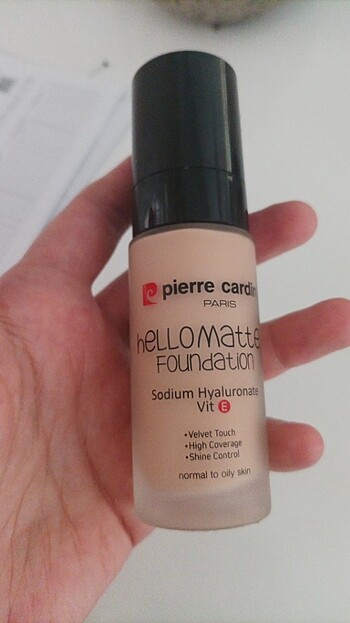 pierre cardin
PARIS
hELLOMatte
Foundation
Sodium Hyaluronate
Vit E
•Velvet Touch
•High Coverage
•Shine Control
normal to oily skin